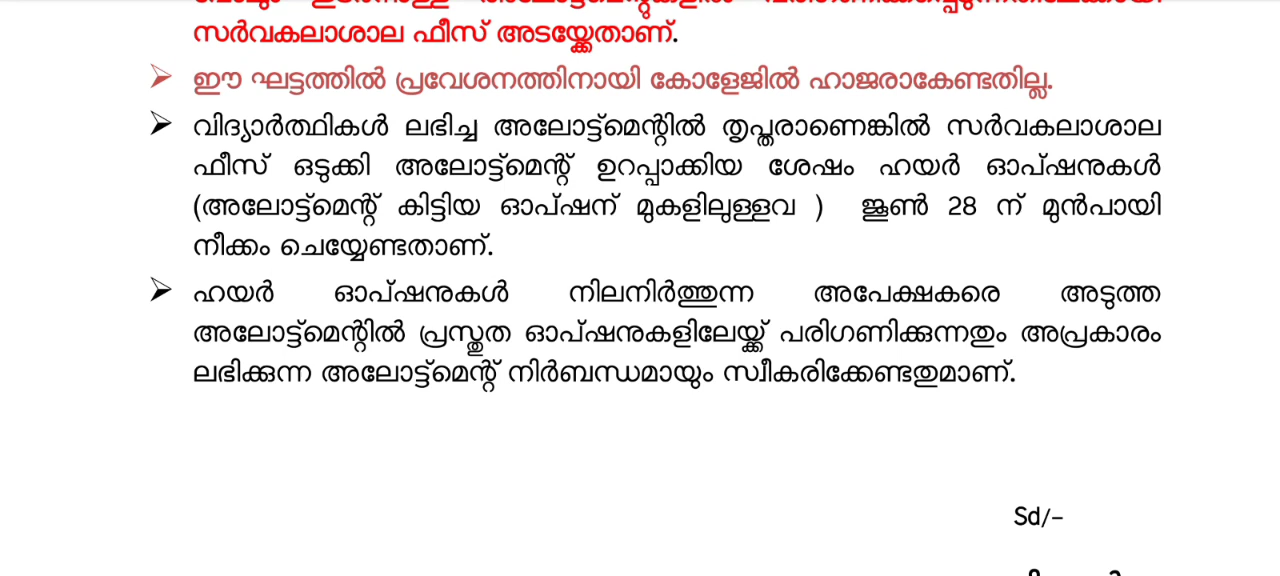 സർവകലാശാല ഫീസ് അടയ്ക്കേതാണ്.
➢ ഈ ഘട്ടത്തിൽ പ്രവേശനത്തിനായി കോളേജിൽ ഹാജരാകേണ്ടതില്ല.
➢ വിദ്യാർത്ഥികൾ ലഭിച്ച അലോട്ട്മെന്റിൽ തൃപ്തരാണെങ്കിൽ സർവകലാശാല
ഫീസ് ഒടുക്കി അലോട്ട്മെന്റ് ഉറപ്പാക്കിയ ശേഷം ഹയർ ഓപ്ഷനുകൾ
(അലോട്ട്മെന്റ് കിട്ടിയ ഓപ്ഷന് മുകളിലുള്ളവ ) ജൂൺ 28 ന് മുൻപായി
നീക്കം ചെയ്യേണ്ടതാണ്.
➢ ഹയർ ഓപ്ഷനുകൾ നിലനിർത്തുന്ന അപേക്ഷകരെ അടുത്ത
അലോട്ട്മെന്റിൽ പ്രസ്തുത ഓപ്ഷനുകളിലേയ്ക്ക് പരിഗണിക്കുന്നതും അപ്രകാരം
ലഭിക്കുന്ന അലോട്ട്മെന്റ് നിർബന്ധമായും സ്വീകരിക്കേണ്ടതുമാണ്.
Sd/-